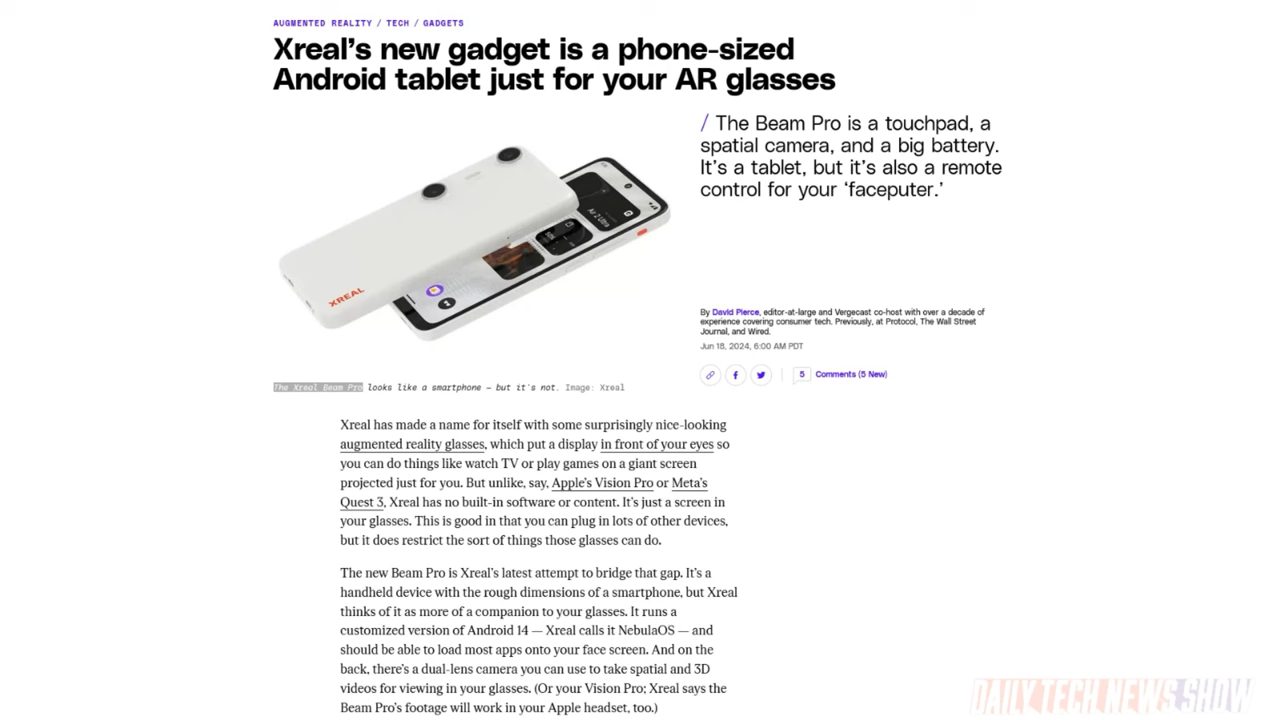 AUGMENTED REALITY / TECH / GADGETS
Xreal's new gadget is a phone-sized
Android tablet just for your AR glasses
/ The Beam Pro is a touchpad, a
spatial camera, and a big battery.
It's a tablet, but it's also a remote
control for your 'faceputer.'
XREAL
By David Pierce, editor-at-large and Vergecast co-host with over a decade of
experience covering consumer tech. Previously, at Protocol, The Wall Street
Journal, and Wired.
Jun 18, 2024, 6:00 AM PDT
5 Comments (5 New)
The Xreal Beam Pro looks like a smartphone — but it's not. Image: Xreal
Xreal has made a name for itself with some surprisingly nice-looking
augmented reality glasses, which put a display in front of your eyes so
you can do things like watch TV or play games on a giant screen
projected just for you. But unlike, say, Apple's Vision Pro or Meta's
Quest 3, Xreal has no built-in software or content. It's just a screen in
your glasses. This is good in that you can plug in lots of other devices,
but it does restrict the sort of things those glasses can do.
The new Beam Pro is Xreal's latest attempt to bridge that gap. It's a
handheld device with the rough dimensions of a smartphone, but Xreal
thinks of it as more of a companion to your glasses. It runs a
customized version of Android 14 — Xreal calls it NebulaOS — and
should be able to load most apps onto your face screen. And on the
back, there's a dual-lens camera you can use to take spatial and 3D
videos for viewing in your glasses. (Or your Vision Pro; Xreal says the
Beam Pro's footage will work in your Apple headset, too.)
DAILY TECH NEWS SHOW